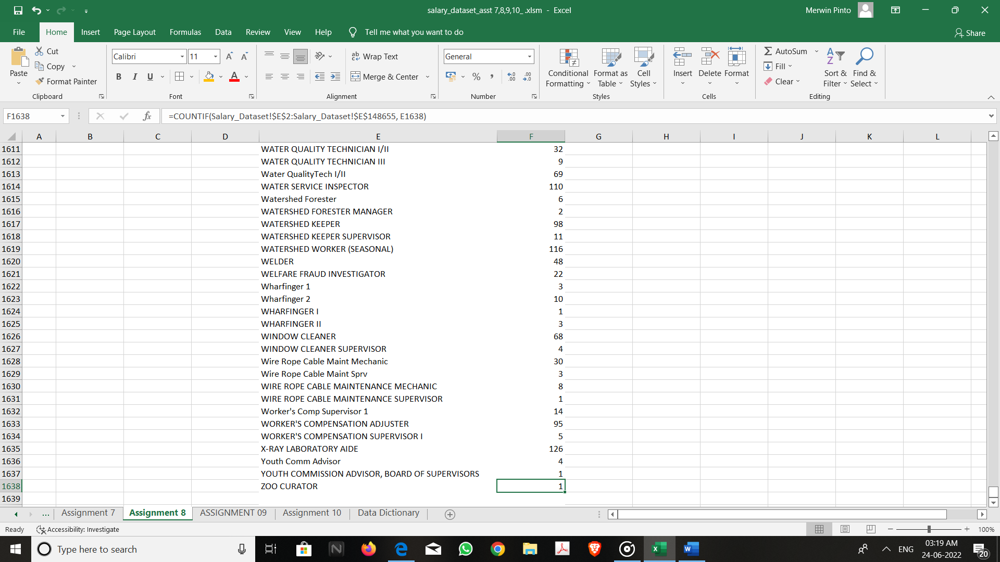 salary_dataset_asst 7,8,9,10_ .xlsm - Excel
Merwin Pinto
File Home Insert Page Layout Formulas Data Review View Help Tell me what you want to do
Share
Paste
Cut
Copy
Format Painter
Clipboard
Calibri 11
B I U
Font
Wrap Text
Merge & Center
Alignment
General
Number
Conditional Formatting
Format as Table
Cell Styles
Styles
Insert Delete Format
Cells
AutoSum
Fill
Clear
Sort & Filter
Find & Select
Editing
F1638
fx
=COUNTIF(Salary_Dataset!$E$2:Salary_Dataset!$E$148655, E1638)
A B C D E F G H I J K L
1611 WATER QUALITY TECHNICIAN I/II 32
1612 WATER QUALITY TECHNICIAN III 9
1613 Water QualityTech I/II 69
1614 WATER SERVICE INSPECTOR 110
1615 Watershed Forester 6
1616 WATERSHED FORESTER MANAGER 2
1617 WATERSHED KEEPER 98
1618 WATERSHED KEEPER SUPERVISOR 11
1619 WATERSHED WORKER (SEASONAL) 116
1620 WELDER 48
1621 WELFARE FRAUD INVESTIGATOR 22
1622 Wharfinger 1 3
1623 Wharfinger 2 10
1624 WHARFINGER I 1
1625 WHARFINGER II 3
1626 WINDOW CLEANER 68
1627 WINDOW CLEANER SUPERVISOR 4
1628 Wire Rope Cable Maint Mechanic 30
1629 Wire Rope Cable Maint Sprv 3
1630 WIRE ROPE CABLE MAINTENANCE MECHANIC 8
1631 WIRE ROPE CABLE MAINTENANCE SUPERVISOR 1
1632 Worker's Comp Supervisor 1 14
1633 WORKER'S COMPENSATION ADJUSTER 95
1634 WORKER'S COMPENSATION SUPERVISOR I 5
1635 X-RAY LABORATORY AIDE 126
1636 Youth Comm Advisor 4
1637 YOUTH COMMISSION ADVISOR, BOARD OF SUPERVISORS 1
1638 ZOO CURATOR 1
1639
... Assignment 7 Assignment 8 ASSIGNMENT 09 Assignment 10 Data Dictionary
Ready Accessibility: Investigate 100%
Type here to search
ENG
03:19 AM
24-06-2022
20